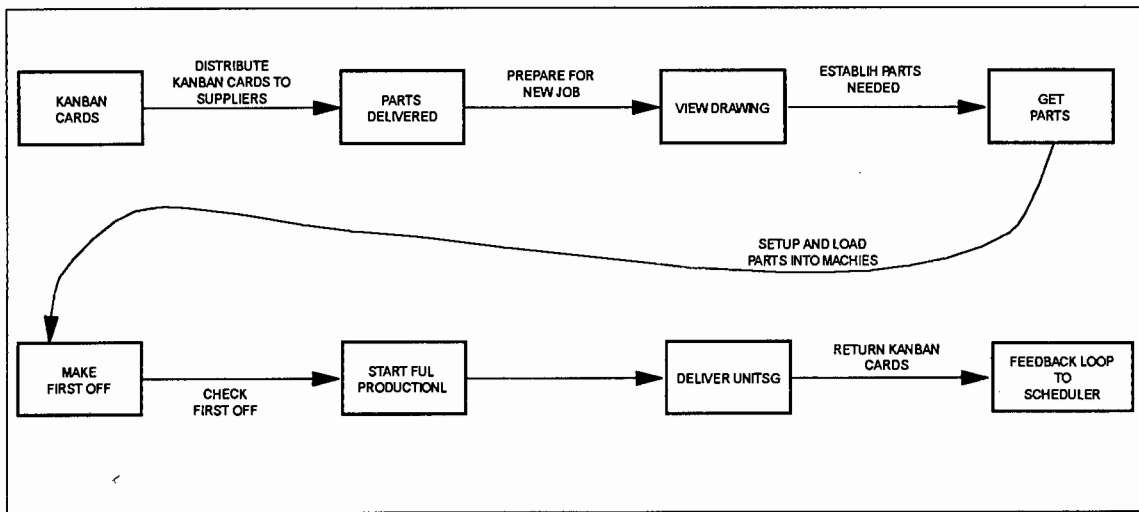 KANBAN
CARDS
DISTRIBUTE
KANBAN CARDS TO
SUPPLIERS
PARTS
DELIVERED
PREPARE FOR
NEW JOB
VIEW DRAWING
ESTABLIH PARTS
NEEDED
GET
PARTS
SETUP AND LOAD
PARTS INTO MACHIES
MAKE
FIRST OFF
CHECK
FIRST OFF
START FUL
PRODUCTIONL
DELIVER UNITSG
RETURN KANBAN
CARDS
FEEDBACK LOOP
TO
SCHEDULER